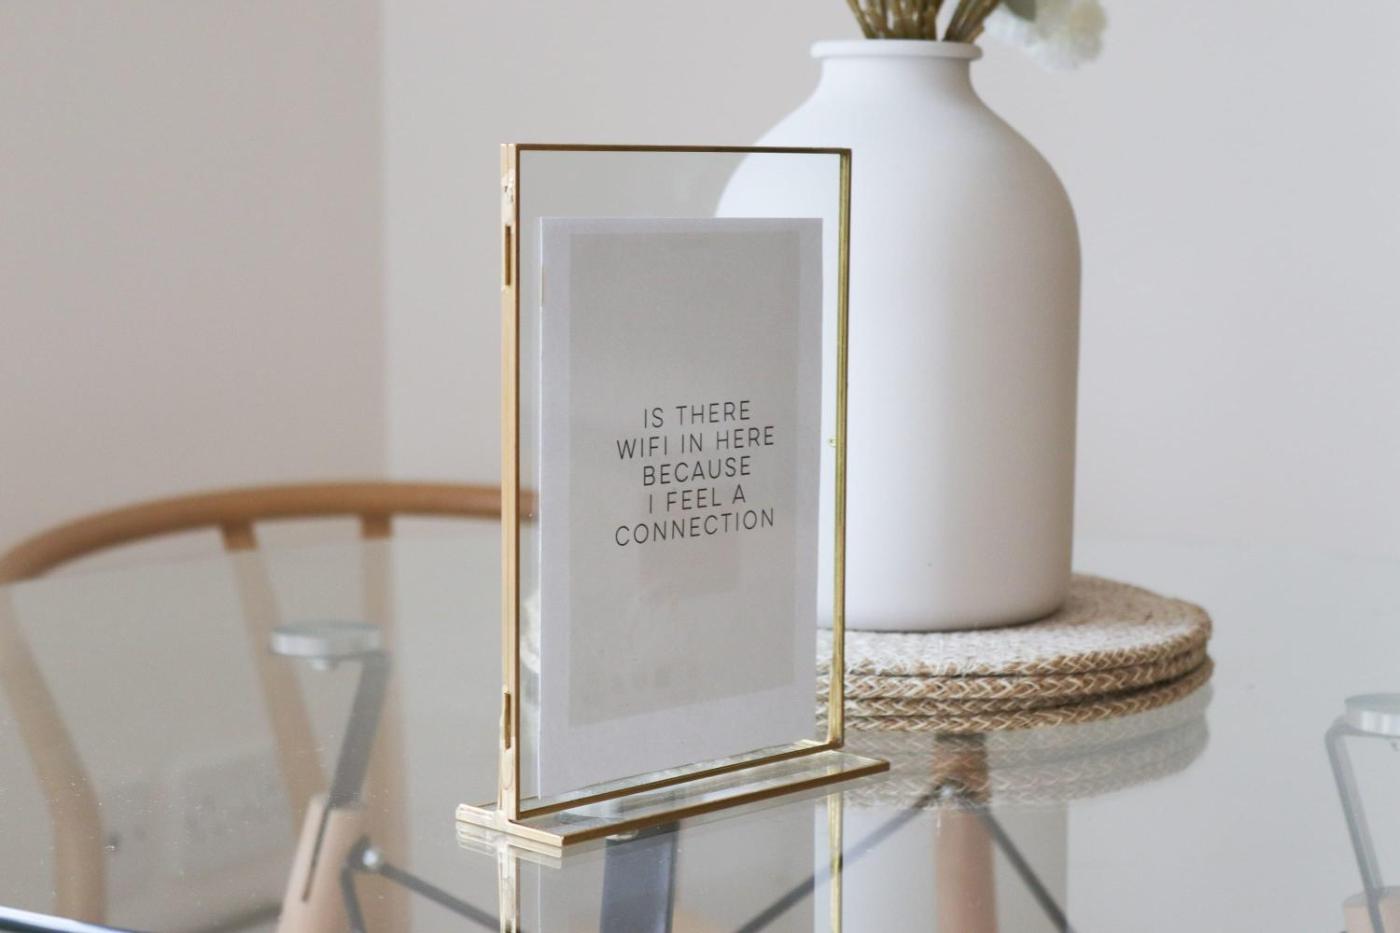 IS THERE
WIFI IN HERE
BECAUSE
I FEEL A
CONNECTION